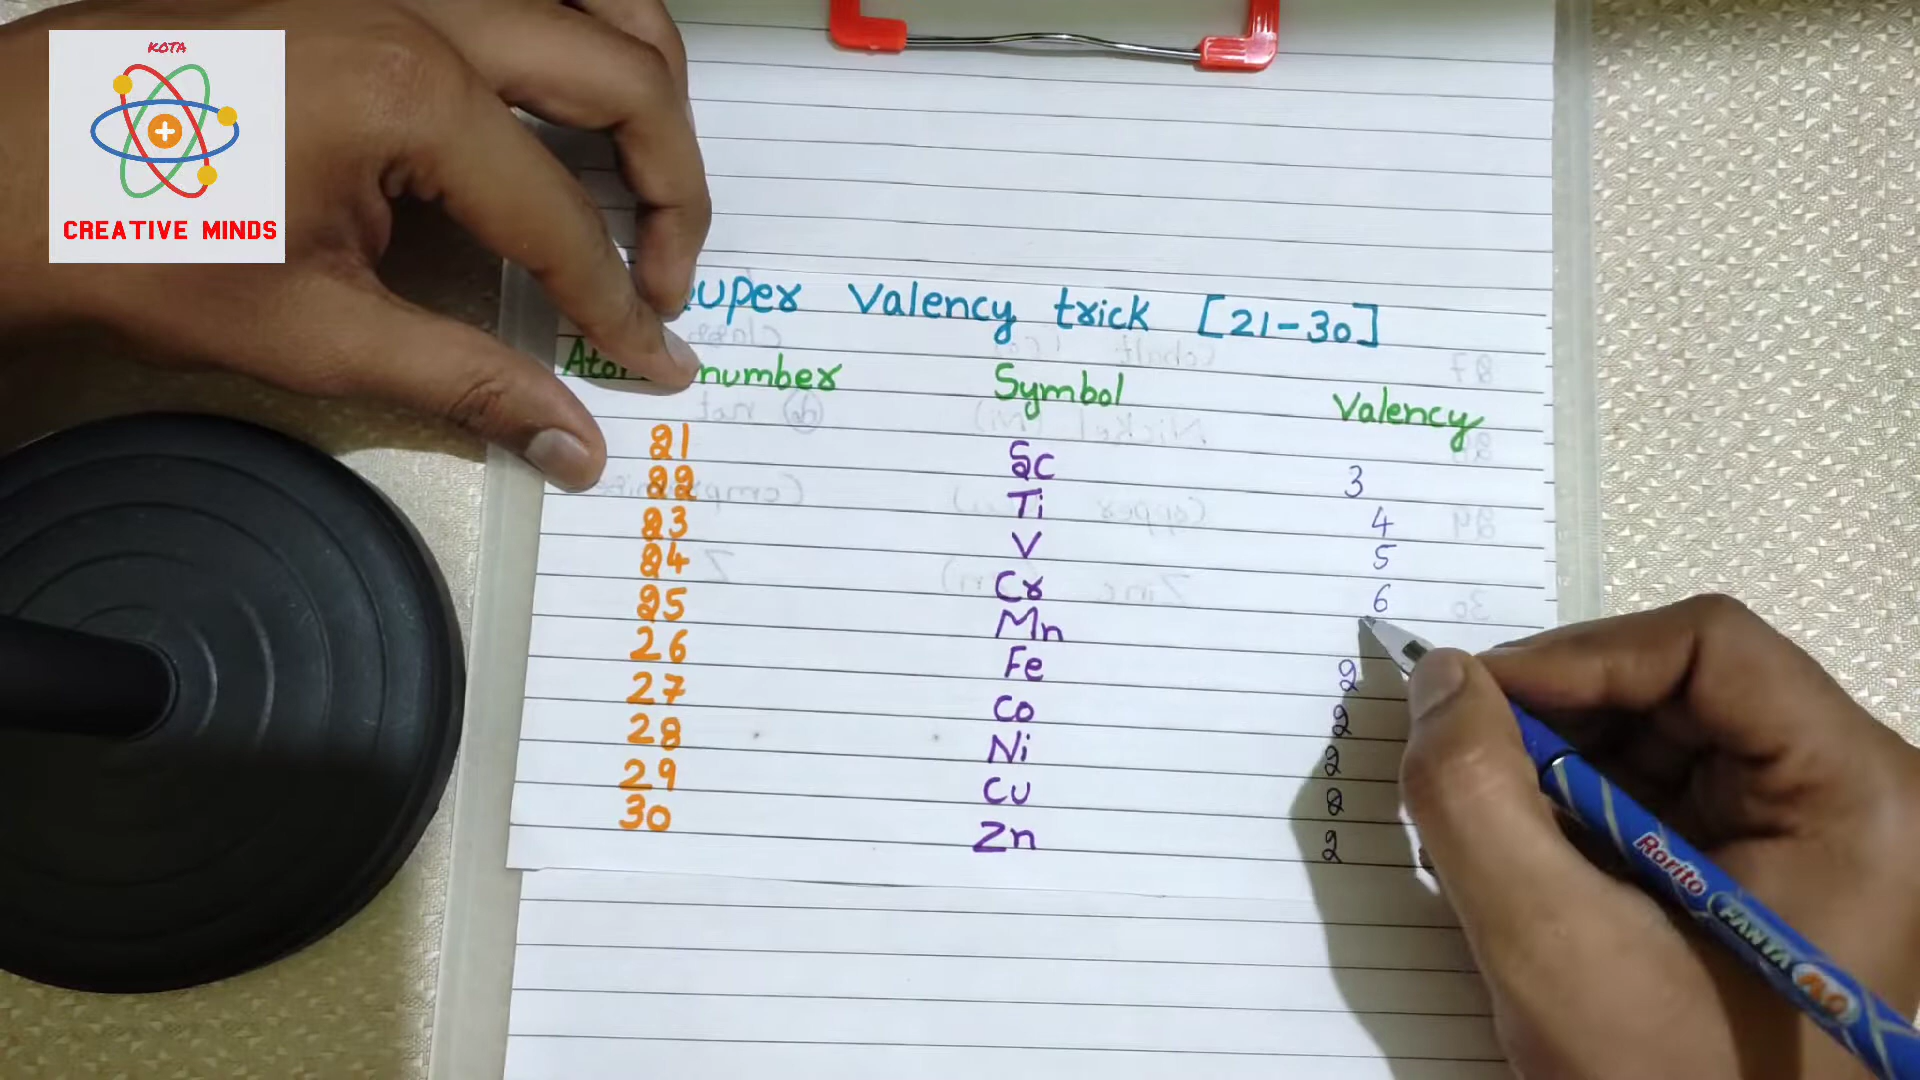 KOTA
CREATIVE MINDS
Super Valency trick [21-30]
number Symbol Valency
21 Sc 3
22 Ti 4
23 V 5
24 Cr 6
25 Mn
26 Fe 2
27 Co 2
28 Ni 2
29 Cu 2
30 Zn 2
Rorito
FANTA